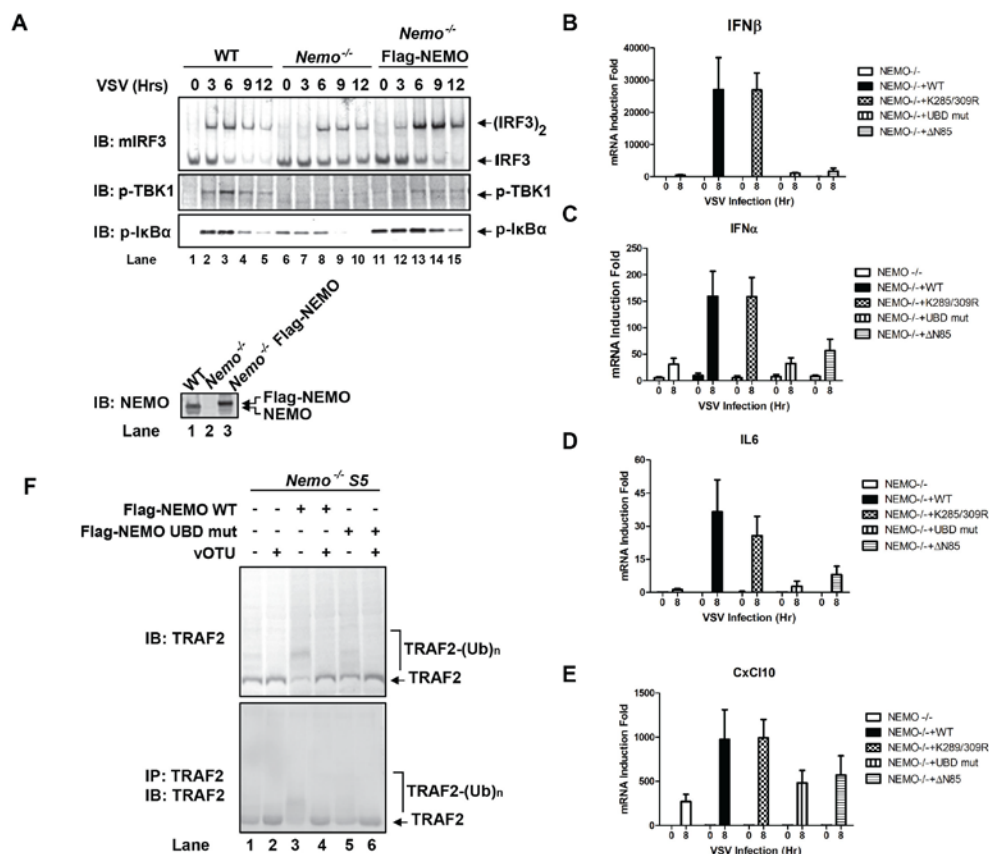 A
WT
Nemo-/-
Nemo-/-
Flag-NEMO
VSV (Hrs) 0 3 6 9 12 0 3 6 9 12 0 3 6 9 12
IB: mIRF3
(IRF3)2
IRF3
IB: p-TBK1
p-TBK1
IB: p-IκBα
p-IκBα
Lane 1 2 3 4 5 6 7 8 9 10 11 12 13 14 15
WT
Nemo-/-
Nemo-/- Flag-NEMO
IB: NEMO
Flag-NEMO
NEMO
Lane 1 2 3
F
Nemo-/- S5
Flag-NEMO WT - - + + - -
Flag-NEMO UBD mut - - - - + +
vOTU - + - + - +
IB: TRAF2
TRAF2-(Ub)n
TRAF2
IP: TRAF2
IB: TRAF2
TRAF2-(Ub)n
TRAF2
Lane 1 2 3 4 5 6
B
IFNβ
mRNA Induction Fold
40000
30000
20000
10000
0
0 8 0 8 0 8 0 8 0 8
VSV Infection (Hr)
NEMO-/-
NEMO-/-+WT
NEMO-/-+K285/309R
NEMO-/-+UBD mut
NEMO-/-+ΔN85
C
IFNα
mRNA Induction Fold
250
200
150
100
50
0
0 8 0 8 0 8 0 8 0 8
VSV Infection (Hr)
NEMO -/-
NEMO-/-+WT
NEMO-/-+K289/309R
NEMO-/-+UBD mut
NEMO-/-+ΔN85
D
IL6
mRNA Induction Fold
60
45
30
15
0
0 8 0 8 0 8 0 8 0 8
VSV Infection (Hr)
NEMO-/-
NEMO-/-+WT
NEMO-/-+K285/309R
NEMO-/-+UBD mut
NEMO-/-+ΔN85
E
CxCl10
mRNA Induction Fold
1500
1000
500
0
0 8 0 8 0 8 0 8 0 8
VSV Infection (Hr)
NEMO -/-
NEMO-/-+WT
NEMO-/-+K289/309R
NEMO-/-+UBD mut
NEMO-/-+ΔN85